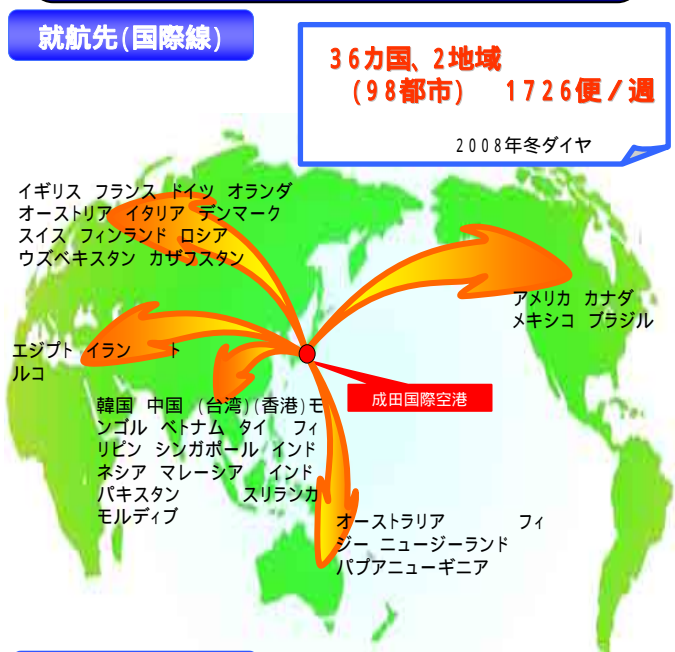 就航先(国際線)
36カ国、2地域
(98都市) 1726便/週
2008年冬ダイヤ
イギリス フランス ドイツ オランダ
オーストリア イタリア デンマーク
スイス フィンランド ロシア
ウズベキスタン カザフスタン
アメリカ カナダ
メキシコ ブラジル
エジプト イラン ト
ルコ
成田国際空港
韓国 中国 (台湾)(香港)モ
ンゴル ベトナム タイ フィ
リピン シンガポール インド
ネシア マレーシア インド
パキスタン スリランカ
モルディブ
オーストラリア フィ
ジー ニュージーランド
パプアニューギニア